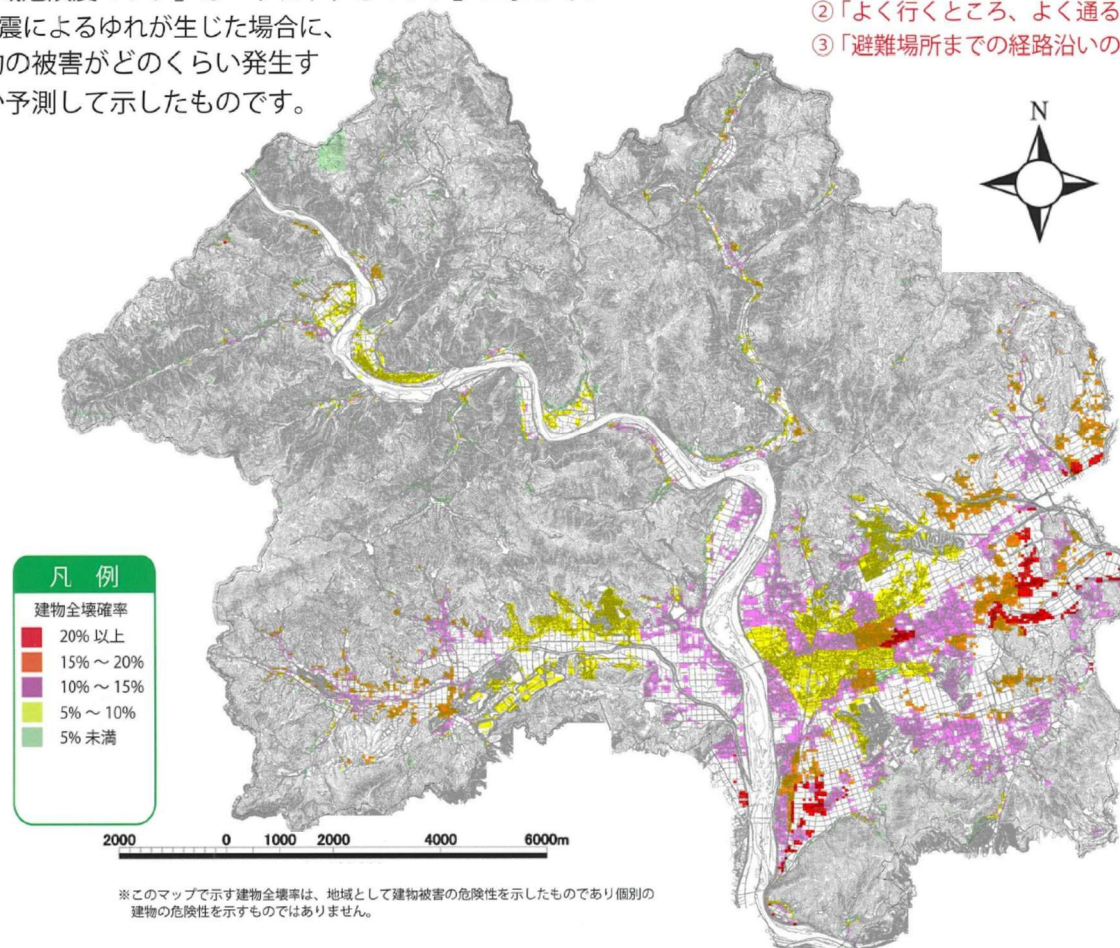 震によるゆれが生じた場合に、
の被害がどのくらい発生す
予測して示したものです。
②「よく行くところ、よく通る
③「避難場所までの経路沿いの
N
凡 例
建物全壊確率
20% 以上
15% ～ 20%
10% ～ 15%
5% ～ 10%
5% 未満
2000 0 2000 4000 6000m
※このマップで示す建物全壊率は、地域として建物被害の危険性を示したものであり個別の
建物の危険性を示すものではありません。